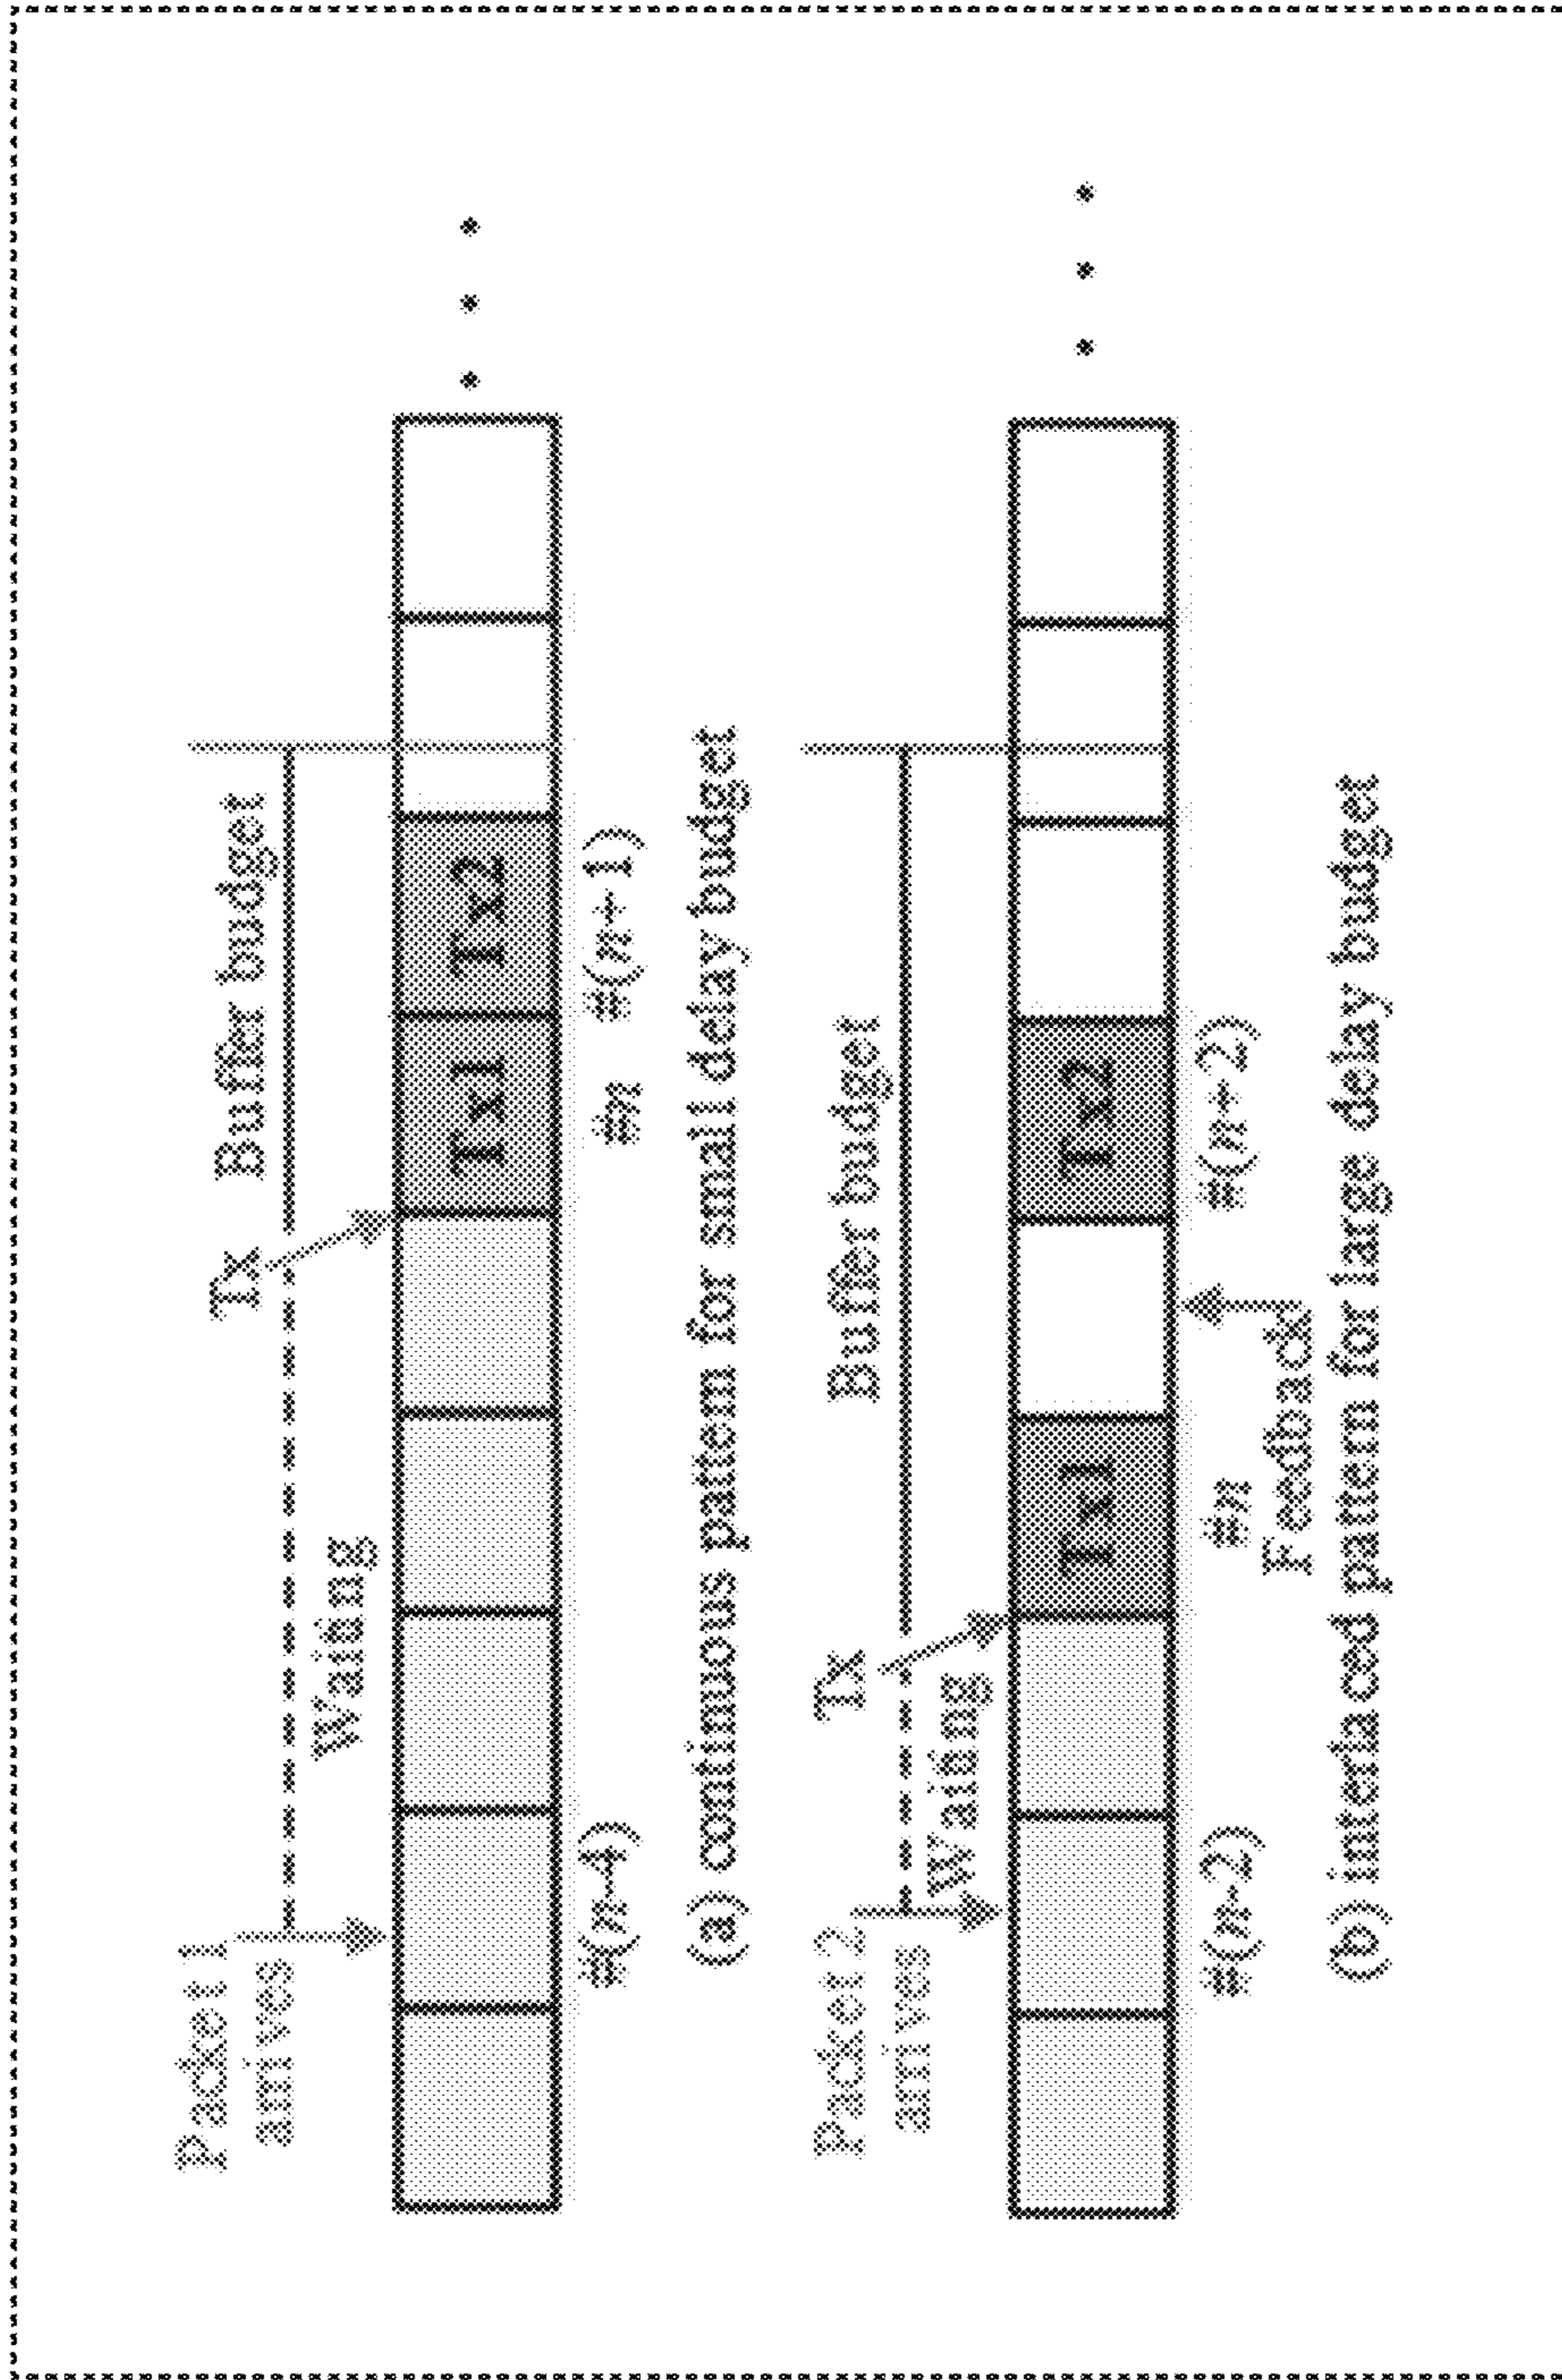 Packet 1
arrives
Tx
Buffer budget
Waiting
Tx1
Tx2
#(n-4)
#n
#(n+1)
(a) continuous pattern for small delay budget
Packet 2
arrives
Tx
Buffer budget
Waiting
Tx1
Tx2
#(n-2)
#n
#(n+2)
Feedback
(b) interlaced pattern for large delay budget